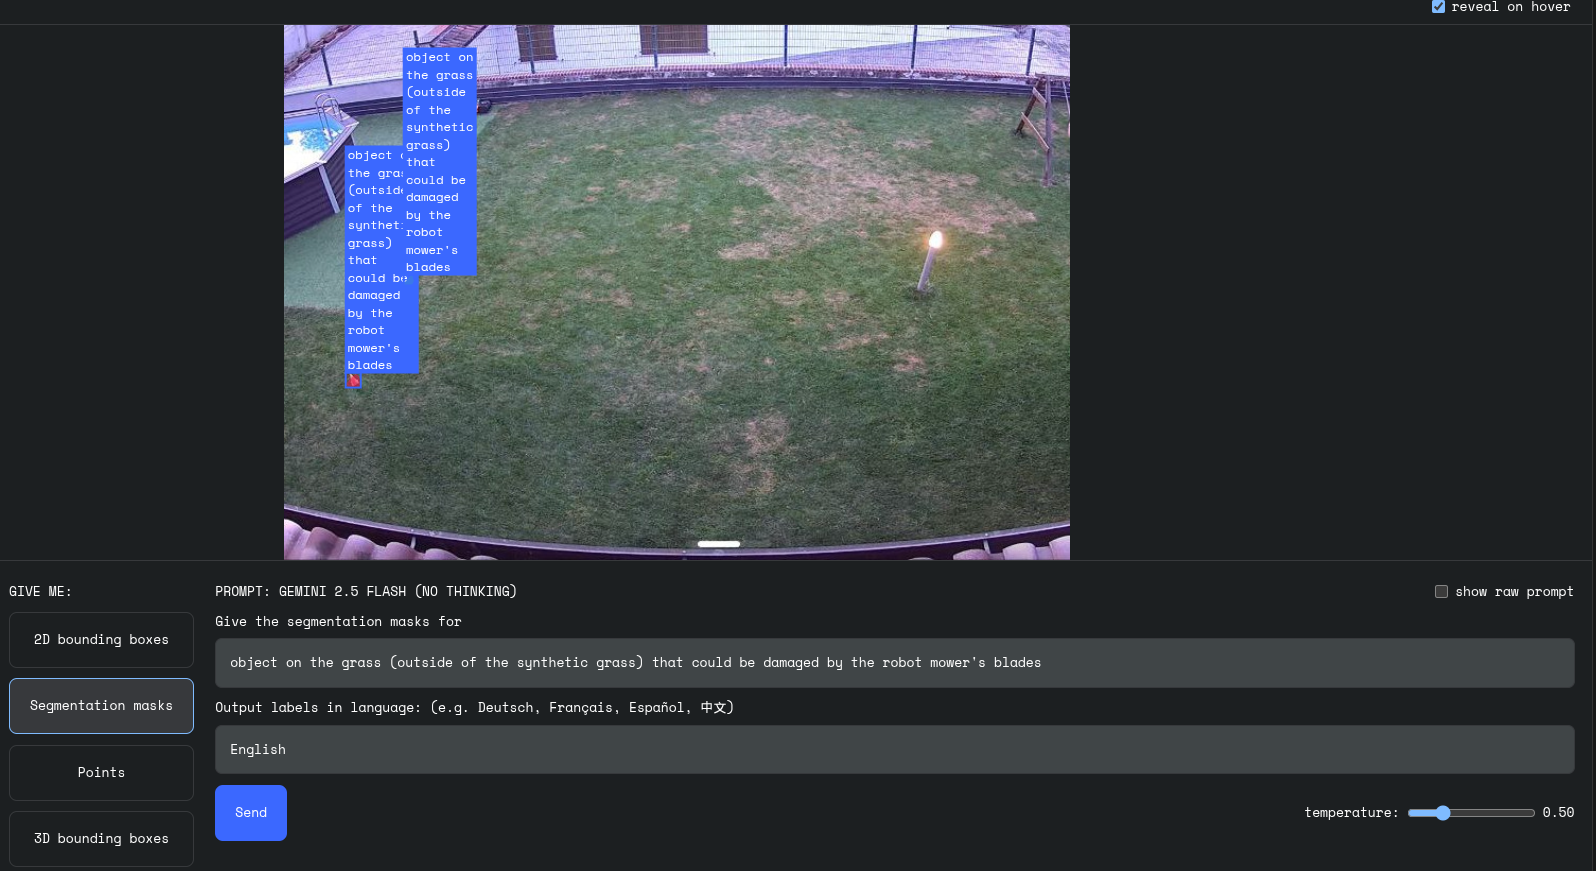 reveal on hover
object on
the grass
(outside
of the
synthetic
grass)
that
could be
damaged
by the
robot
mower's
blades
object
the gra
(outside
of the
synthet
grass)
that
could be
damaged
by the
robot
mower's
blades
GIVE ME:
2D bounding boxes
Segmentation masks
Points
3D bounding boxes
PROMPT: GEMINI 2.5 FLASH (NO THINKING)
show raw prompt
Give the segmentation masks for
object on the grass (outside of the synthetic grass) that could be damaged by the robot mower's blades
Output labels in language: (e.g. Deutsch, Français, Español, 中文)
English
Send
temperature: 0.50